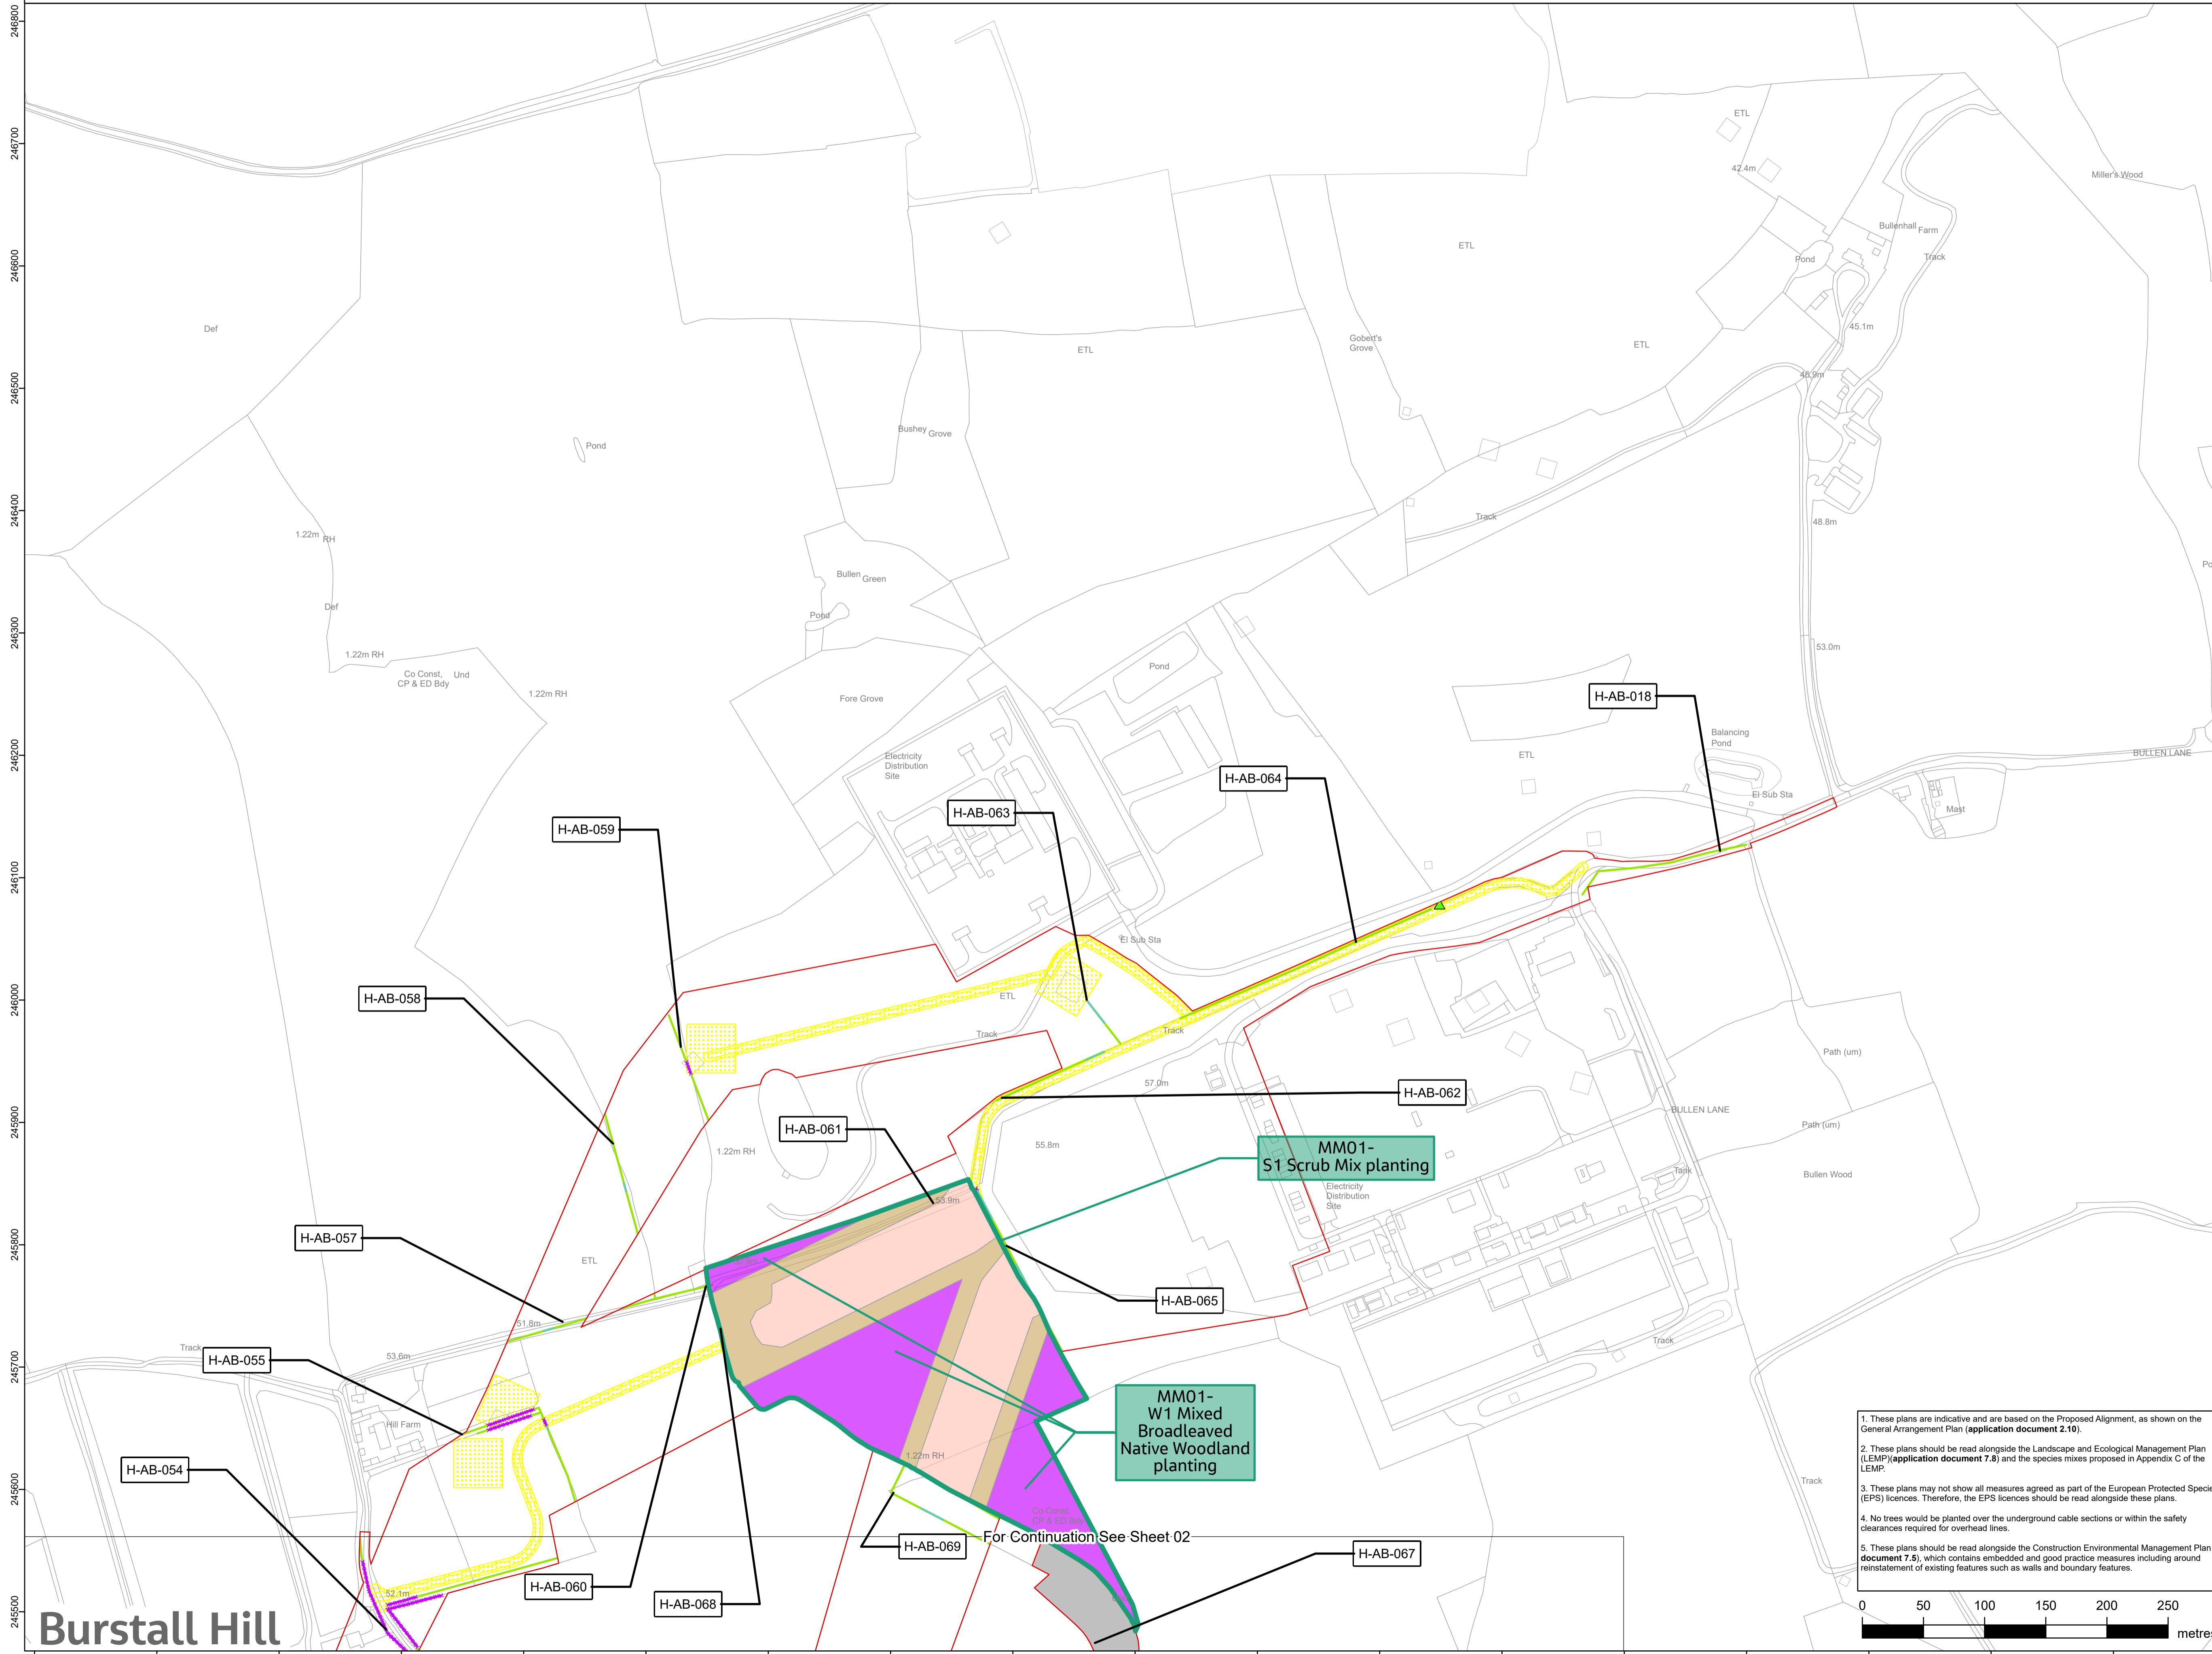 246800
246700
246600
246500
246400
246300
246200
246100
246000
245900
245800
245700
245600
245500
ETL
42.4m
Miller's Wood
Bullenhall Farm
Track
Pond
ETL
45.1m
Def
ETL
Gobert's
Grove
ETL
46.9m
Bushey Grove
Pond
Track
48.8m
1.22m RH
Po
Bullen Green
Def
Pond
53.0m
1.22m RH
Co Const,
CP & ED Bdy
Und
1.22m RH
Fore Grove
Pond
H-AB-018
Balancing
Pond
BULLEN LANE
Electricity
Distribution
Site
ETL
H-AB-064
El Sub Sta
Mast
H-AB-063
H-AB-059
El Sub Sta
H-AB-058
ETL
Track
Track
Path (um)
57.0m
H-AB-062
BULLEN LANE
H-AB-061
Path (um)
55.8m
1.22m RH
MM01-
S1 Scrub Mix planting
Tank
Bullen Wood
Electricity
Distribution
Site
53.9m
H-AB-057
ETL
H-AB-065
51.8m
Track
Track
53.6m
H-AB-055
MM01-
W1 Mixed
Broadleaved
Native Woodland
planting
Hill Farm
1.22m RH
H-AB-054
Track
Co Const,
CP & ED Bdy
For Continuation See Sheet 02
H-AB-069
H-AB-067
H-AB-060
52.1m
H-AB-068
Burstall Hill
1. These plans are indicative and are based on the Proposed Alignment, as shown on the
General Arrangement Plan (application document 2.10).
2. These plans should be read alongside the Landscape and Ecological Management Plan
(LEMP)(application document 7.8) and the species mixes proposed in Appendix C of the
LEMP.
3. These plans may not show all measures agreed as part of the European Protected Specie
(EPS) licences. Therefore, the EPS licences should be read alongside these plans.
4. No trees would be planted over the underground cable sections or within the safety
clearances required for overhead lines.
5. These plans should be read alongside the Construction Environmental Management Plan
document 7.5), which contains embedded and good practice measures including around
reinstatement of existing features such as walls and boundary features.
0 50 100 150 200 250
metres